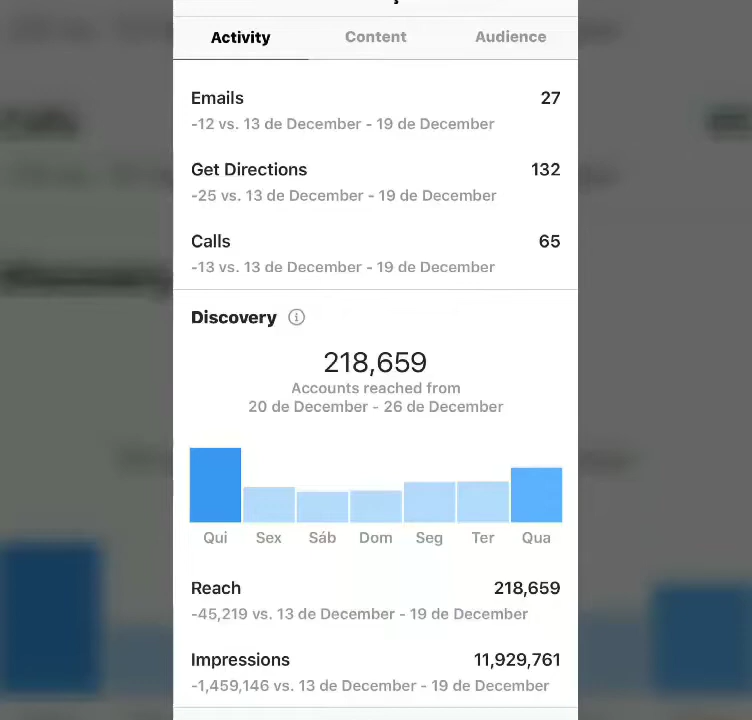 Activity Content Audience
Emails 27
-12 vs. 13 de December - 19 de December
Get Directions 132
-25 vs. 13 de December - 19 de December
Calls 65
-13 vs. 13 de December - 19 de December
Discovery
218,659
Accounts reached from
20 de December - 26 de December
Qui Sex Sáb Dom Seg Ter Qua
Reach 218,659
-45,219 vs. 13 de December - 19 de December
Impressions 11,929,761
-1,459,146 vs. 13 de December - 19 de December